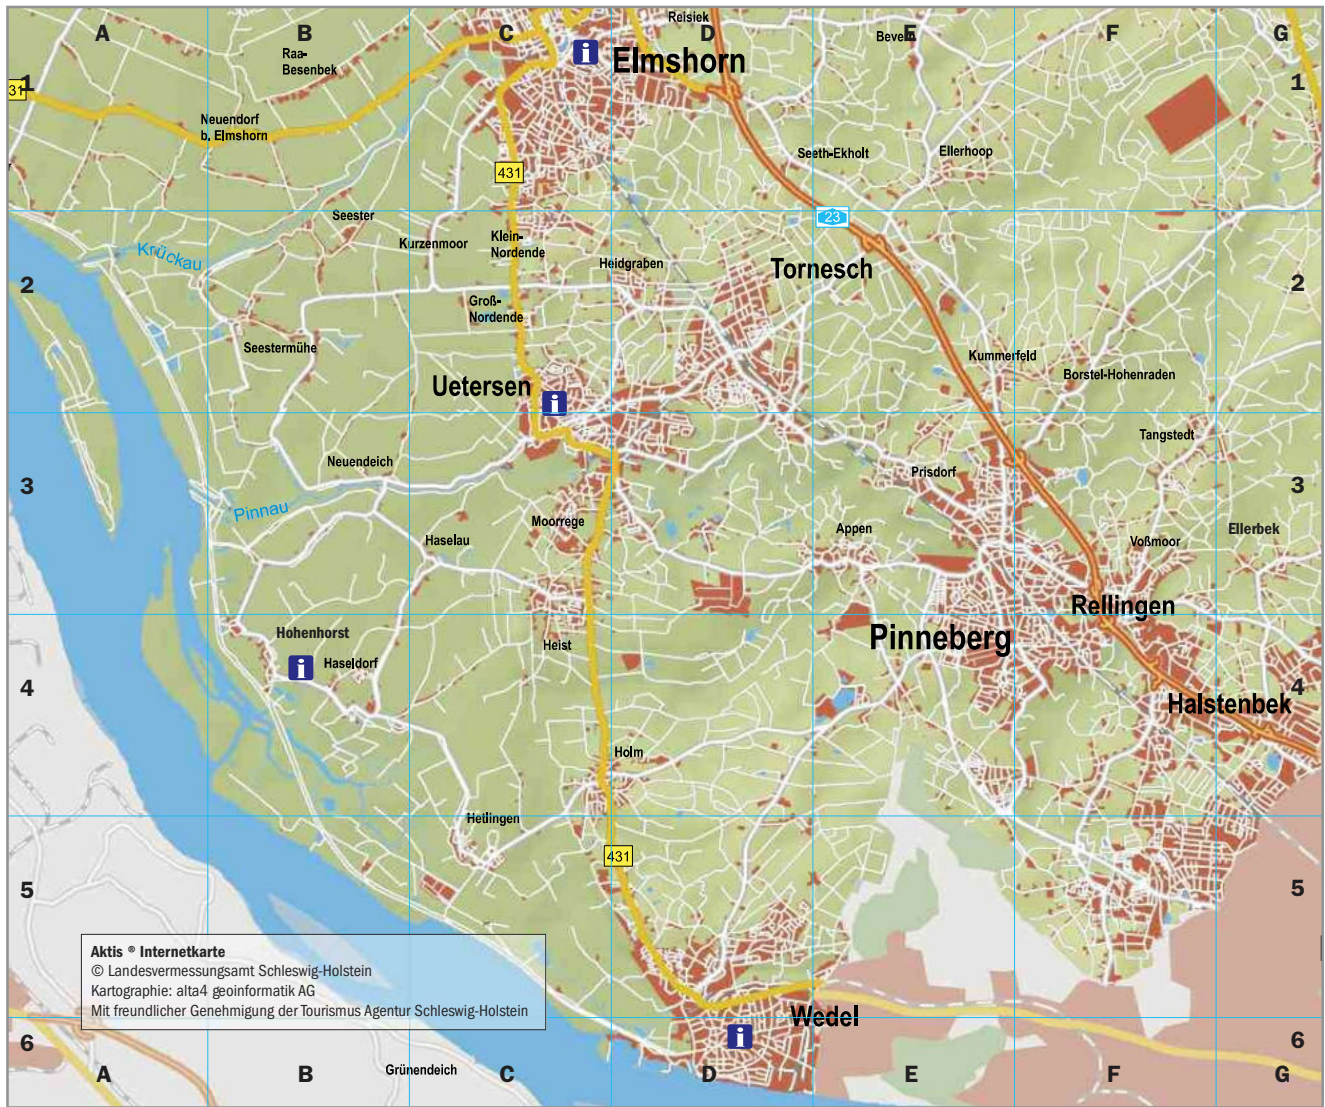 A
B
C
D
E
F
G
Reisiek
Raa-
Besenbek
i
Elmshorn
1
1
Neuendorf
b. Elmshorn
Seeth-Ekholt
Ellerhoop
431
Seester
23
Kurzenmoor
Klein-
Nordende
Krückau
Heidgraben
Tornesch
2
2
Groß-
Nordende
Seestermühe
Kummerfeld
Borstel-Hohenraden
Uetersen
i
Tangstedt
Neuendeich
Prisdorf
3
3
Pinnau
Moorrege
Appen
Ellerbek
Haselau
Voßmoor
Rellingen
Hohenhorst
Pinneberg
Heist
i
Haseldorf
4
4
Halstenbek
Holm
Hetlingen
431
5
5
Aktis ® Internetkarte
© Landesvermessungsamt Schleswig-Holstein
Kartographie: alta4 geoinformatik AG
Mit freundlicher Genehmigung der Tourismus Agentur Schleswig-Holstein
Wedel
i
6
6
Grünendeich
A
B
C
D
E
F
G